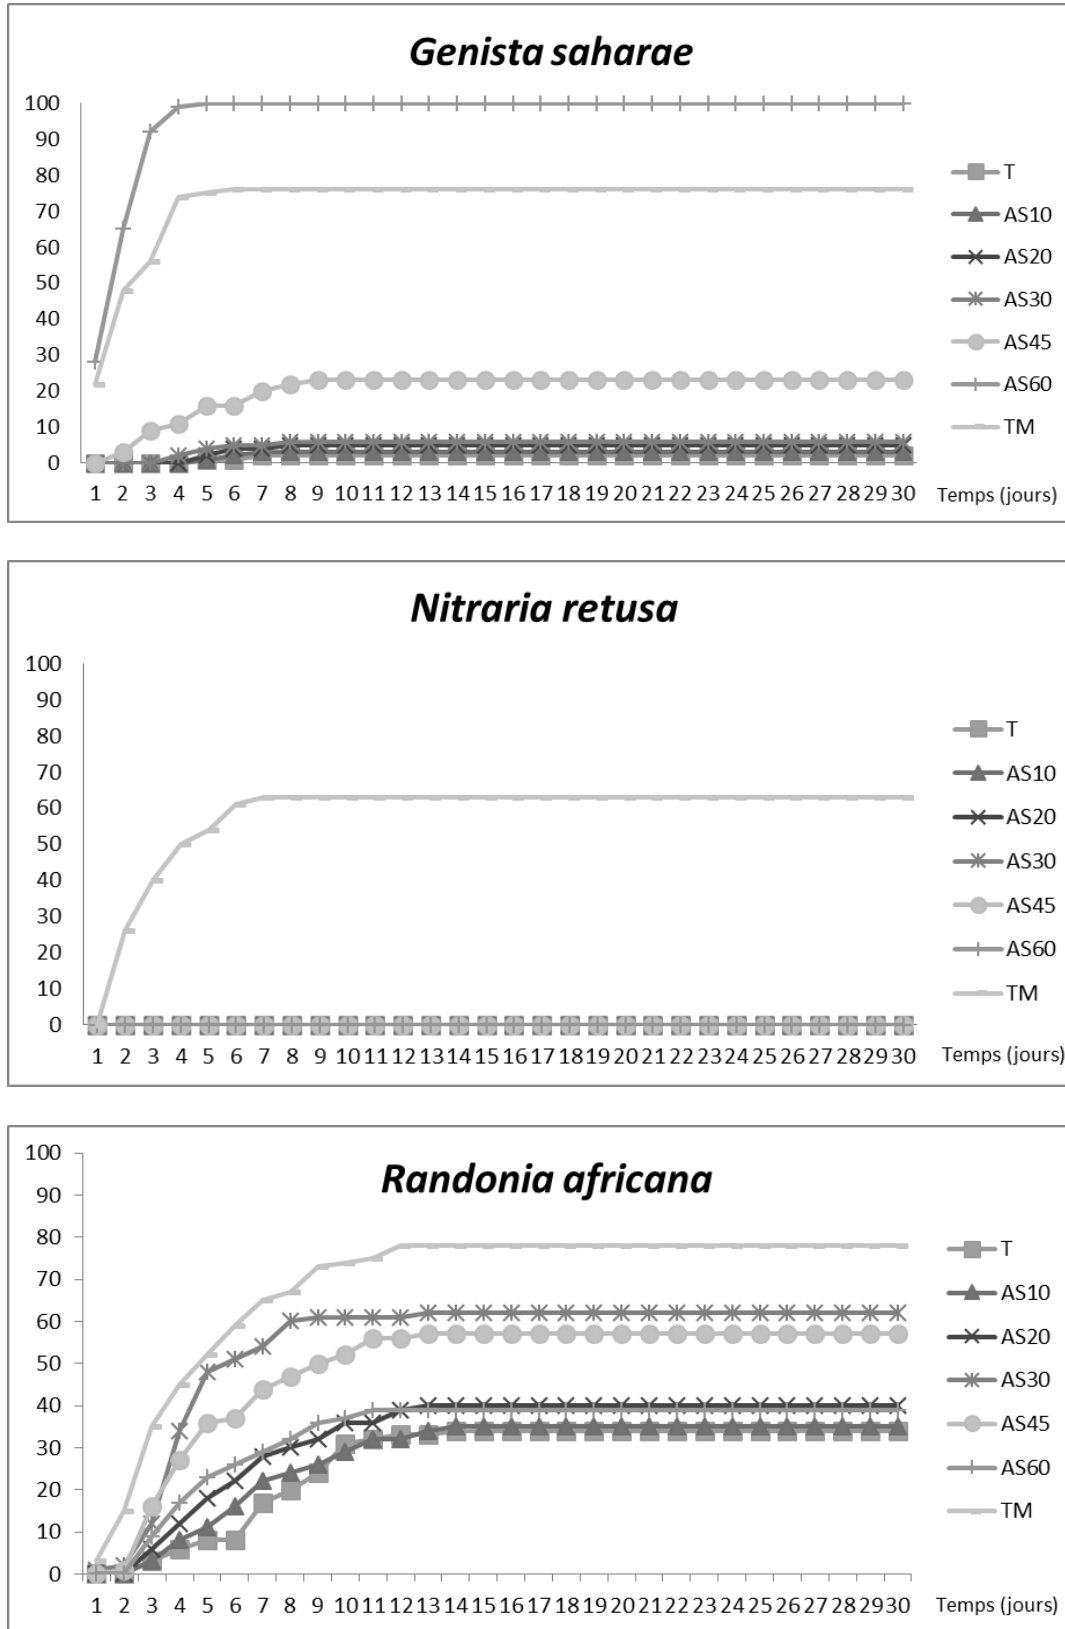 Genista saharae
100
90
80
70
60
50
40
30
20
10
0
1 2 3 4 5 6 7 8 9 10 11 12 13 14 15 16 17 18 19 20 21 22 23 24 25 26 27 28 29 30 Temps (jours)
T
AS10
AS20
AS30
AS45
AS60
TM
Nitraria retusa
100
90
80
70
60
50
40
30
20
10
0
1 2 3 4 5 6 7 8 9 10 11 12 13 14 15 16 17 18 19 20 21 22 23 24 25 26 27 28 29 30 Temps (jours)
T
AS10
AS20
AS30
AS45
AS60
TM
Randonia africana
100
90
80
70
60
50
40
30
20
10
0
1 2 3 4 5 6 7 8 9 10 11 12 13 14 15 16 17 18 19 20 21 22 23 24 25 26 27 28 29 30 Temps (jours)
T
AS10
AS20
AS30
AS45
AS60
TM